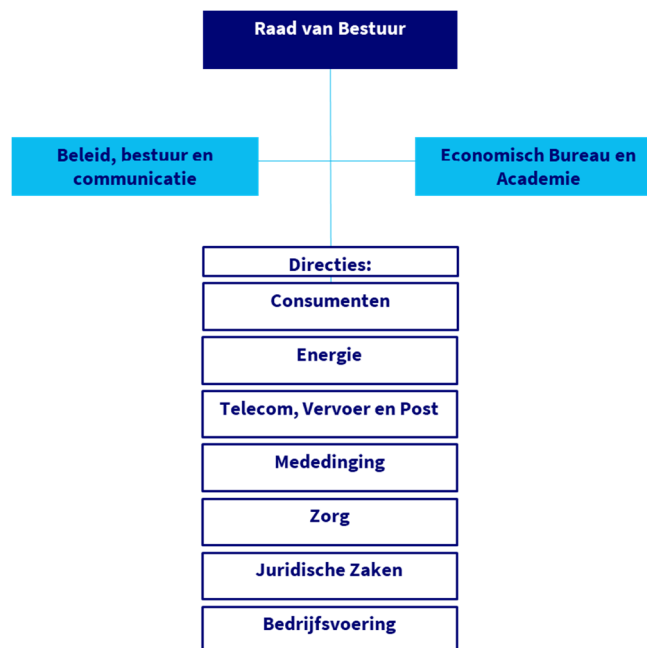 Raad van Bestuur
Beleid, bestuur en
communicatie
Economisch Bureau en
Academie
Directies:
Consumenten
Energie
Telecom, Vervoer en Post
Mededinging
Zorg
Juridische Zaken
Bedrijfsvoering